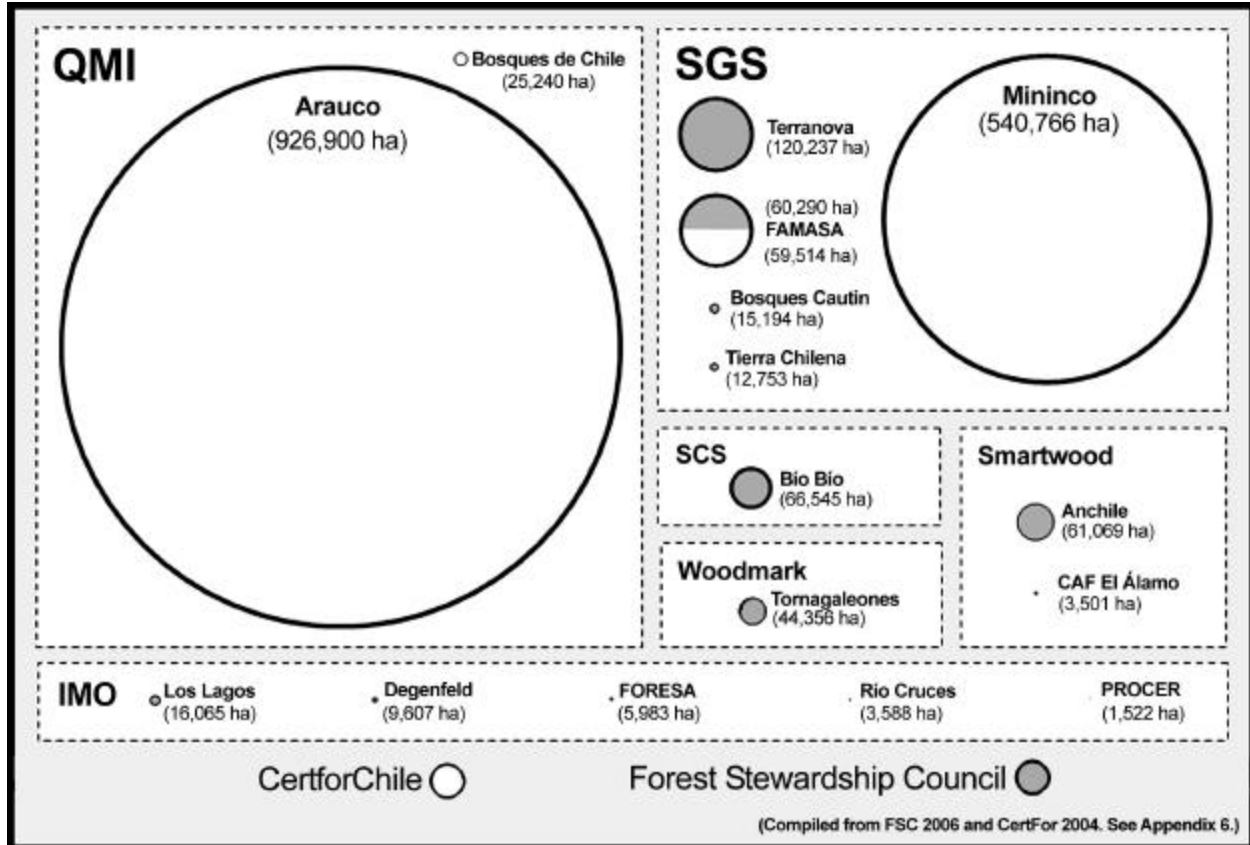 QMI
Bosques de Chile
(25,240 ha)
Arauco
(926,900 ha)
SGS
Terranova
(120,237 ha)
(60,290 ha)
FAMASA
(59,514 ha)
Bosques Cautin
(15,194 ha)
Tierra Chilena
(12,753 ha)
Mininco
(540,766 ha)
SCS
Bio Bio
(66,545 ha)
Woodmark
Tornagaleones
(44,356 ha)
Smartwood
Anchile
(61,069 ha)
CAF El Álamo
(3,501 ha)
IMO
Los Lagos
(16,065 ha)
Degenfeld
(9,607 ha)
FORESA
(5,983 ha)
Rio Cruces
(3,588 ha)
PROCER
(1,522 ha)
CertforChile
Forest Stewardship Council
(Compiled from FSC 2006 and CertFor 2004. See Appendix 6.)